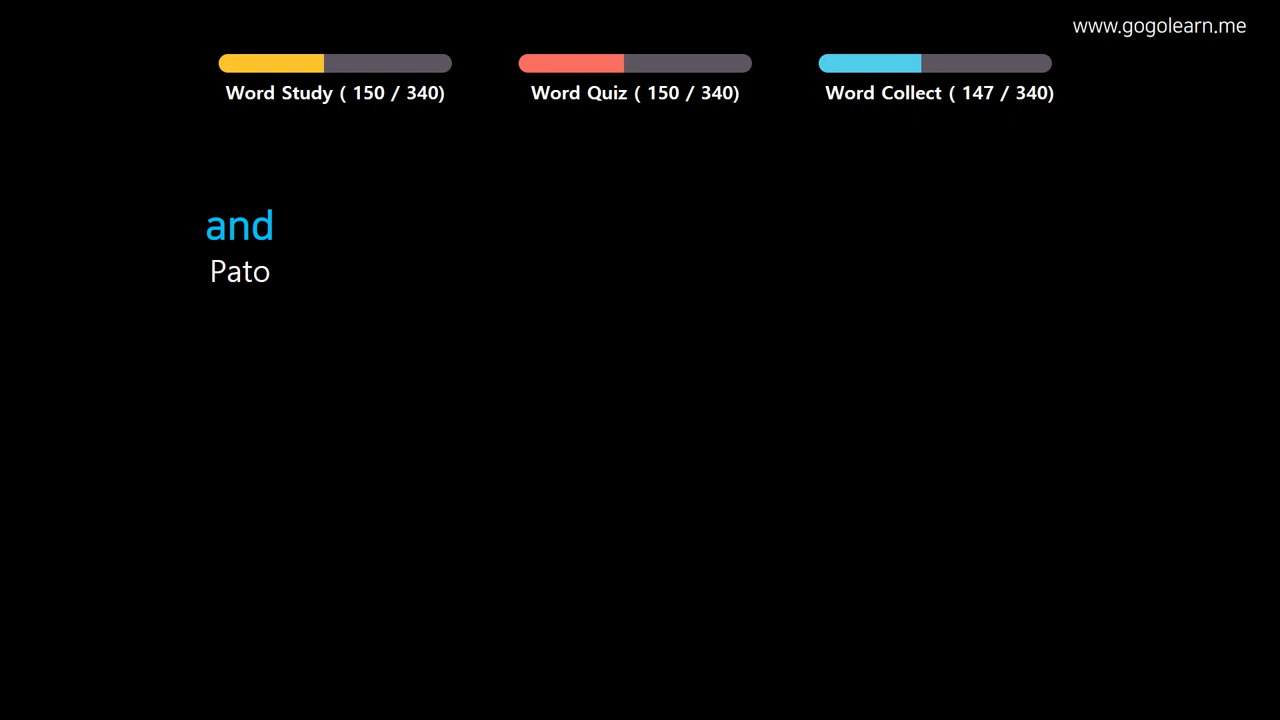 www.gogolearn.me
Word Study ( 150 / 340)
Word Quiz ( 150 / 340)
Word Collect ( 147 / 340)
and
Pato